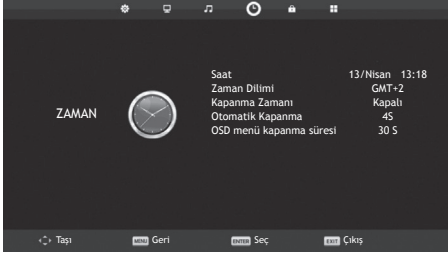 Saat 13/Nisan 13:18
Zaman Dilimi GMT+2
Kapanma Zamanı Kapalı
ZAMAN
Otomatik Kapanma 4S
OSD menü kapanma süresi 30 S
Taşı MENU Geri ENTER Seç EXIT Çıkış